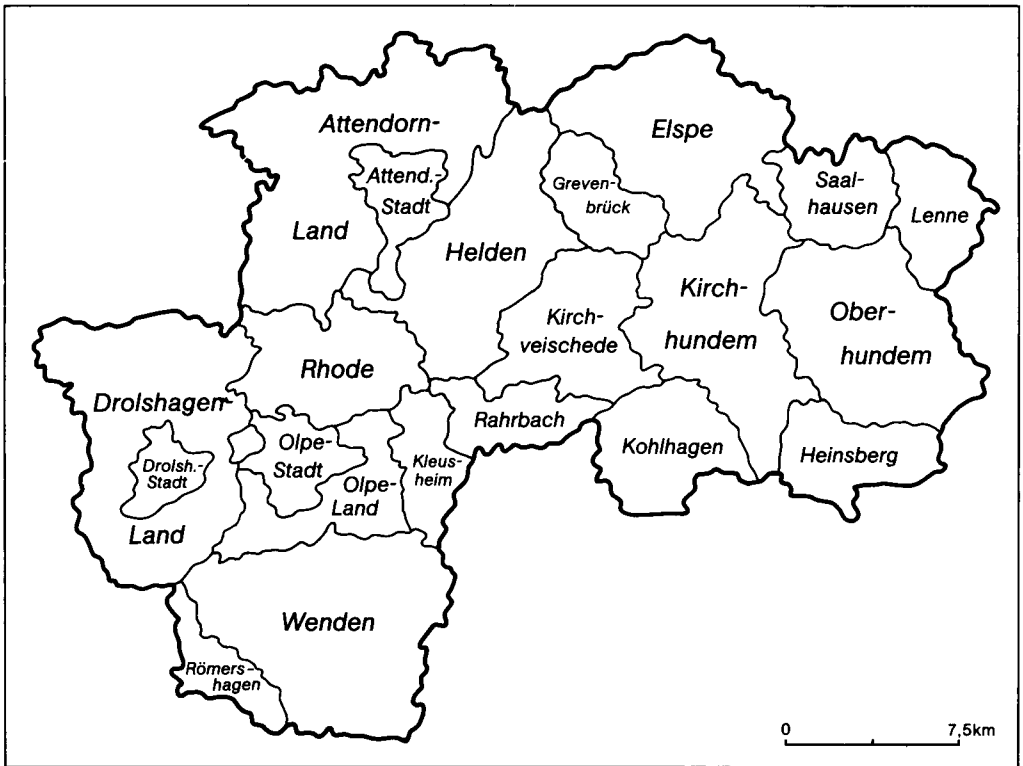 Attendorn-
Land
Attend.-
Stadt
Elspe
Greven-
brück
Saal-
hausen
Lenne
Helden
Kirch-
hundem
Ober-
hundem
Kirch-
veischede
Rhode
Drolshagen-
Land
Drolsh.-
Stadt
Olpe-
Stadt
Olpe-
Land
Kleus-
heim
Rahrbach
Kohlhagen
Heinsberg
Wenden
Römers-
hagen
0 7,5km